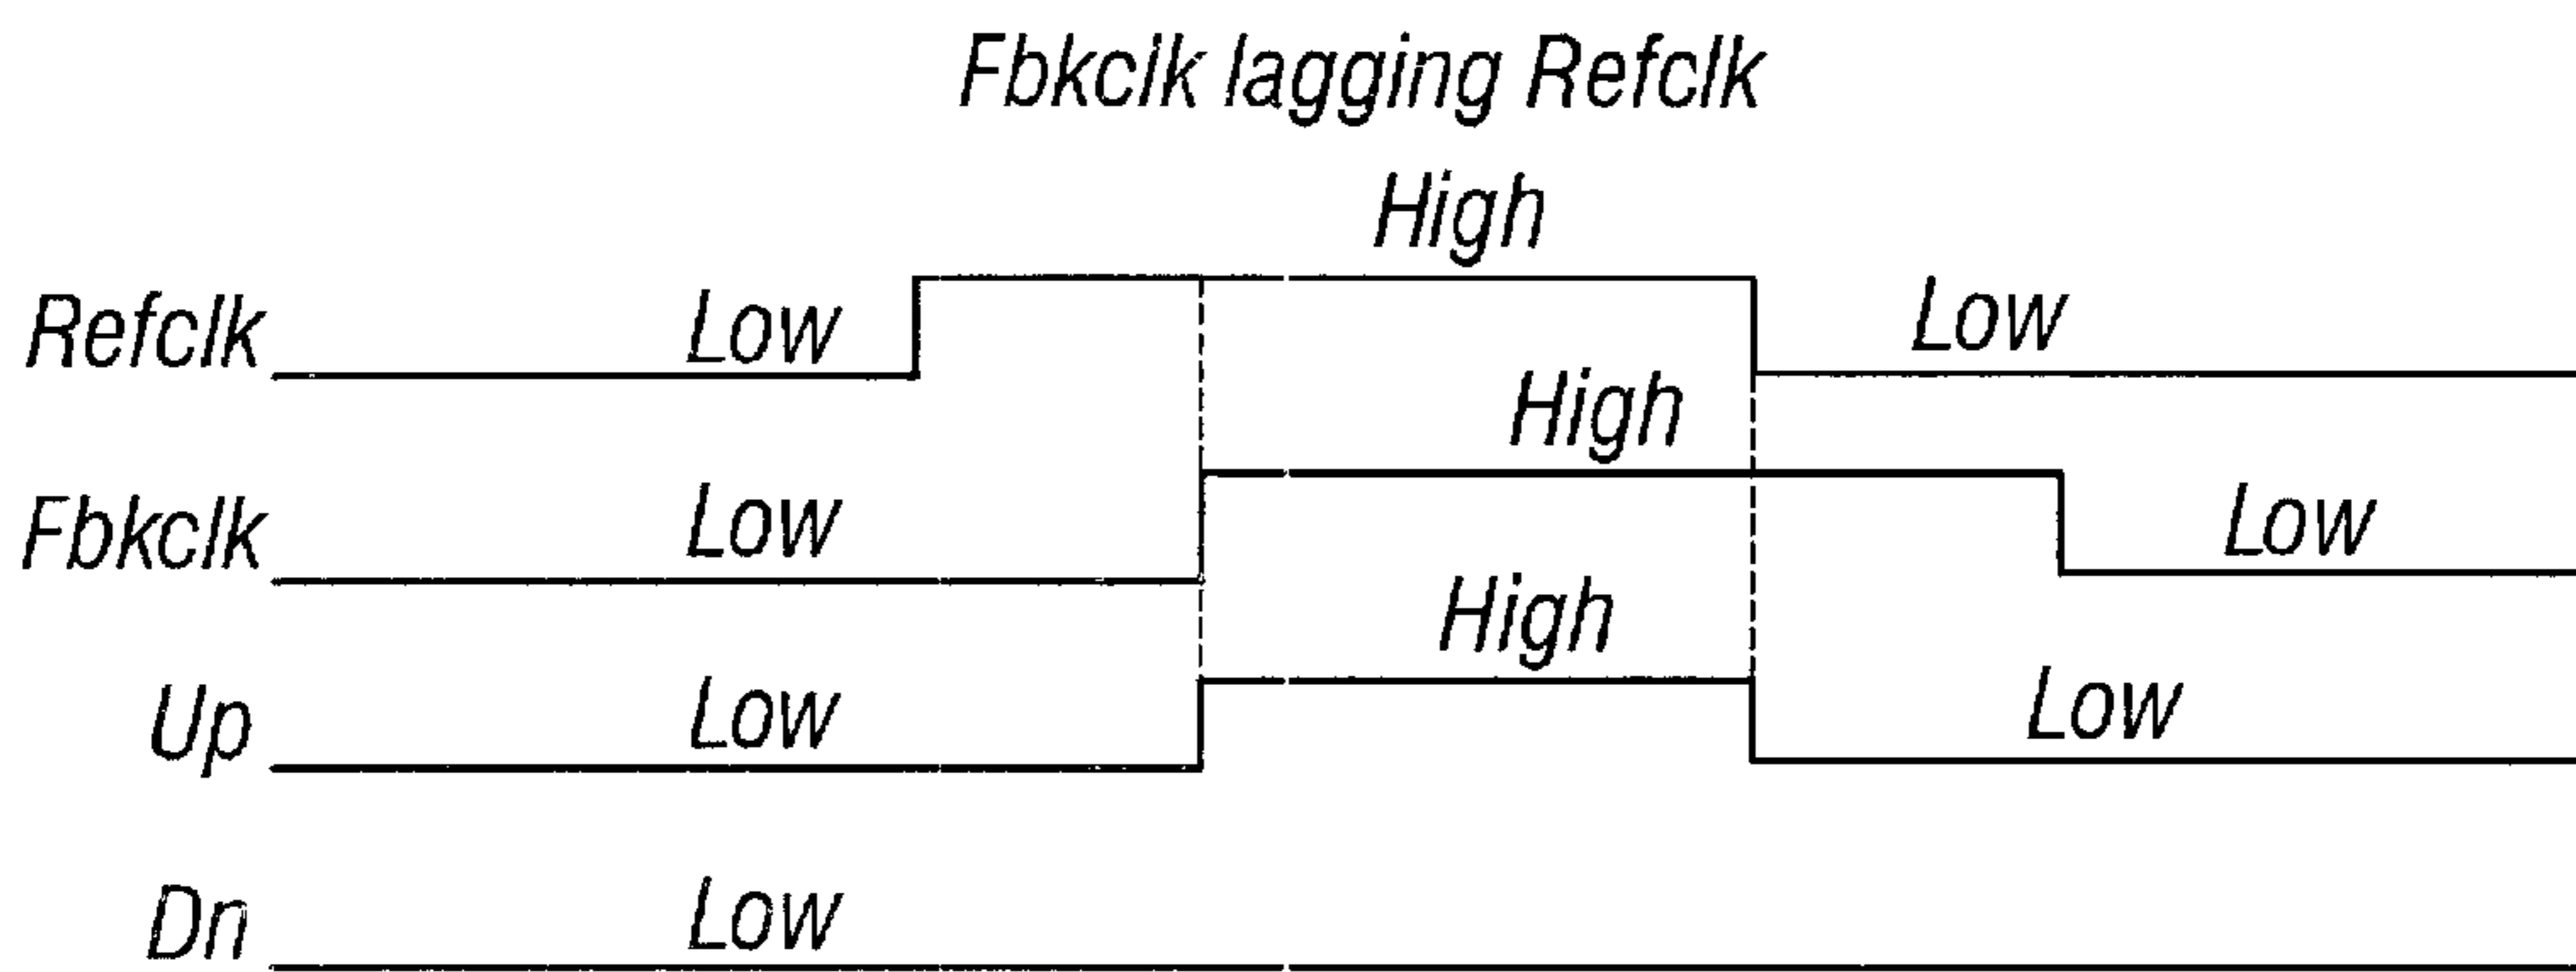 Fbkclk lagging Refclk
High
Refclk Low Low
High
Fbkclk Low Low
High
Up Low Low
Dn Low